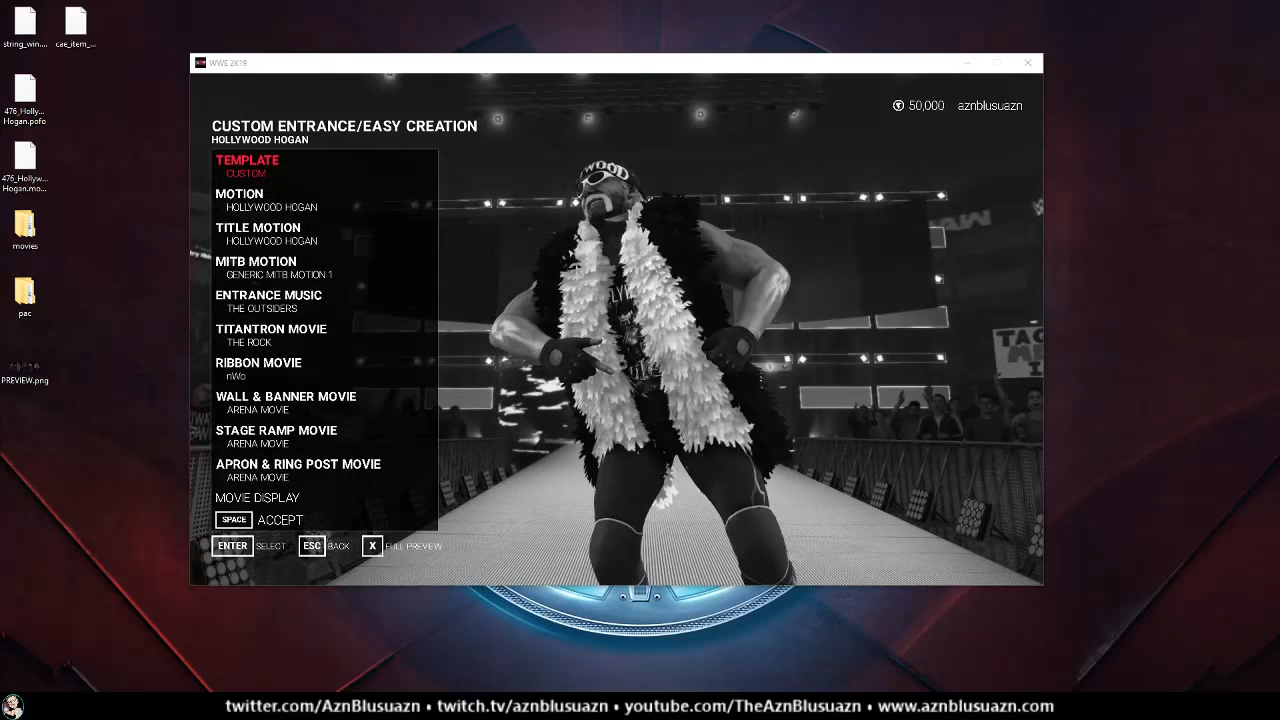 string_win....
cae_item_...
476_Holly...
Hogan.pofo
476_Hollyw...
Hogan.mo...
movies
pac
PREVIEW.png
WWE 2K19
50,000 aznblusuazn
CUSTOM ENTRANCE/EASY CREATION
HOLLYWOOD HOGAN
TEMPLATE
CUSTOM
MOTION
HOLLYWOOD HOGAN
TITLE MOTION
HOLLYWOOD HOGAN
MITB MOTION
GENERIC MITB MOTION 1
ENTRANCE MUSIC
THE OUTSIDERS
TITANTRON MOVIE
THE ROCK
RIBBON MOVIE
nWo
WALL & BANNER MOVIE
ARENA MOVIE
STAGE RAMP MOVIE
ARENA MOVIE
APRON & RING POST MOVIE
ARENA MOVIE
MOVIE DISPLAY
SPACE ACCEPT
ENTER SELECT ESC BACK X FULL PREVIEW
WOOD
TAG
twitter.com/AznBlusuazn • twitch.tv/aznblusuazn • youtube.com/TheAznBlusuazn • www.aznblusuazn.com